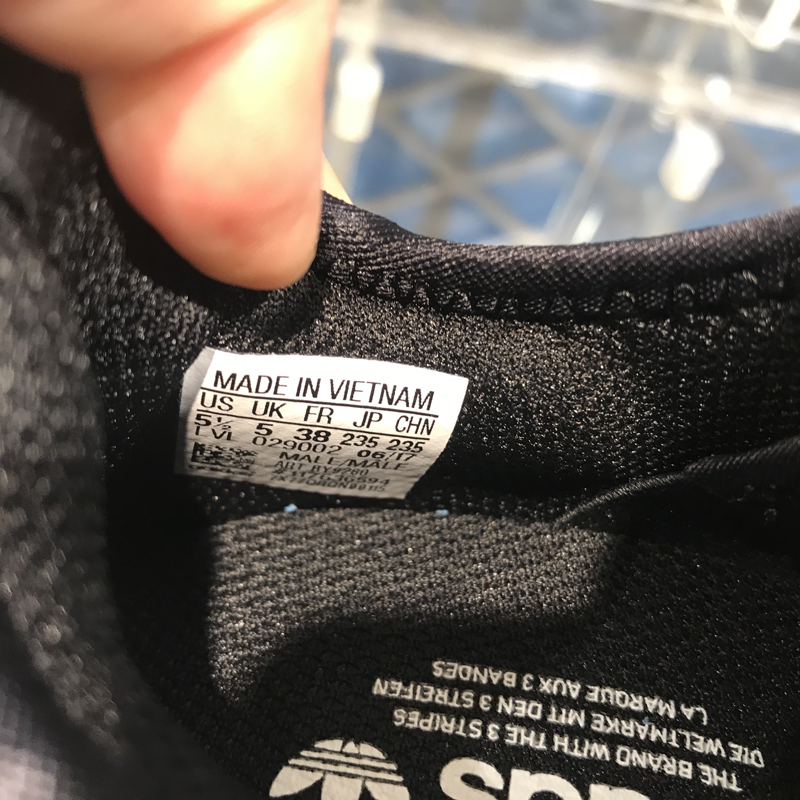 MADE IN VIETNAM
US UK FR JP CHN
5½ 5 38 235 235
LVL 029002 06/17
MALE/MALE
ART
THE BRAND WITH THE 3 STRIPES
DIE WELTMARKE MIT DEN 3 STREIFEN
LA MARQUE AUX 3 BANDES